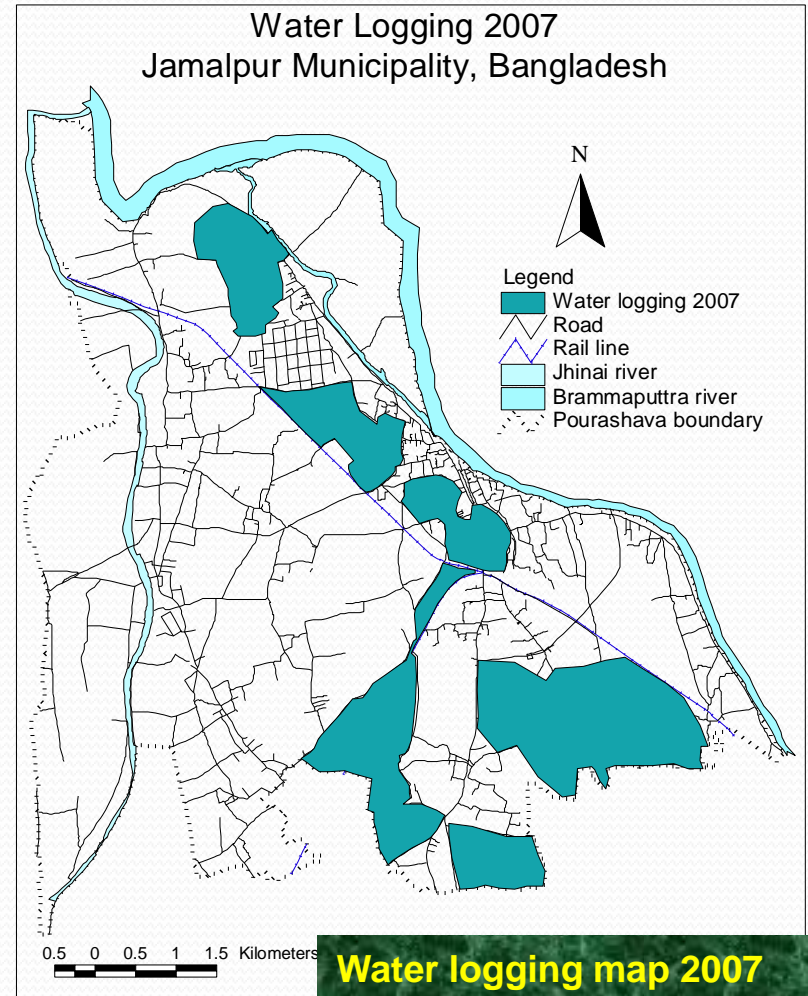 Water Logging 2007
Jamalpur Municipality, Bangladesh
N
Legend
Water logging 2007
Road
Rail line
Jhinai river
Brammaputtra river
Pourashava boundary
0.5 0 0.5 1 1.5 Kilometers
Water logging map 2007